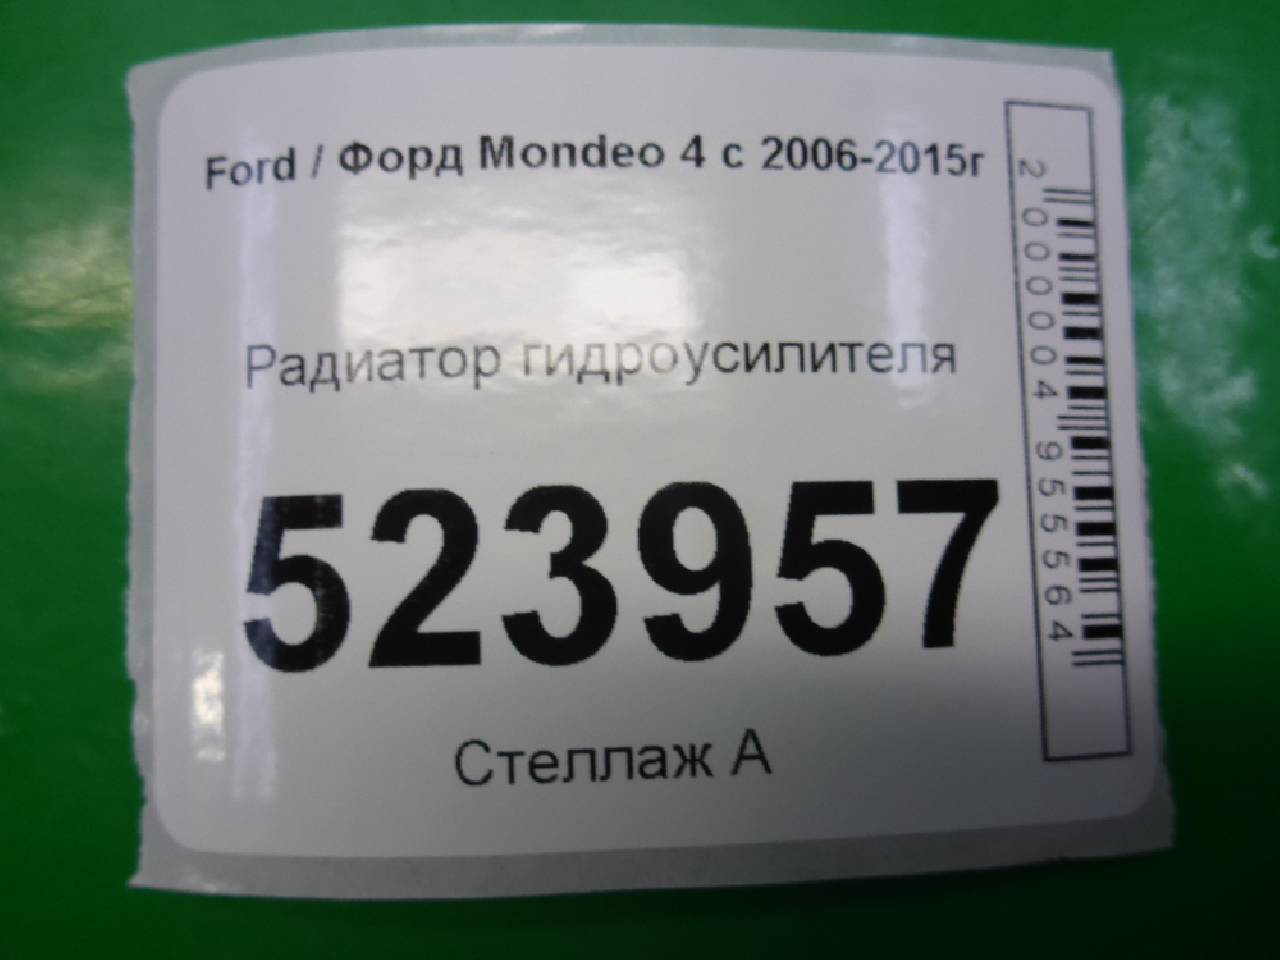 Ford / Форд Mondeo 4 с 2006-2015г
Радиатор гидроусилителя
523957
Стеллаж А
2000004955564